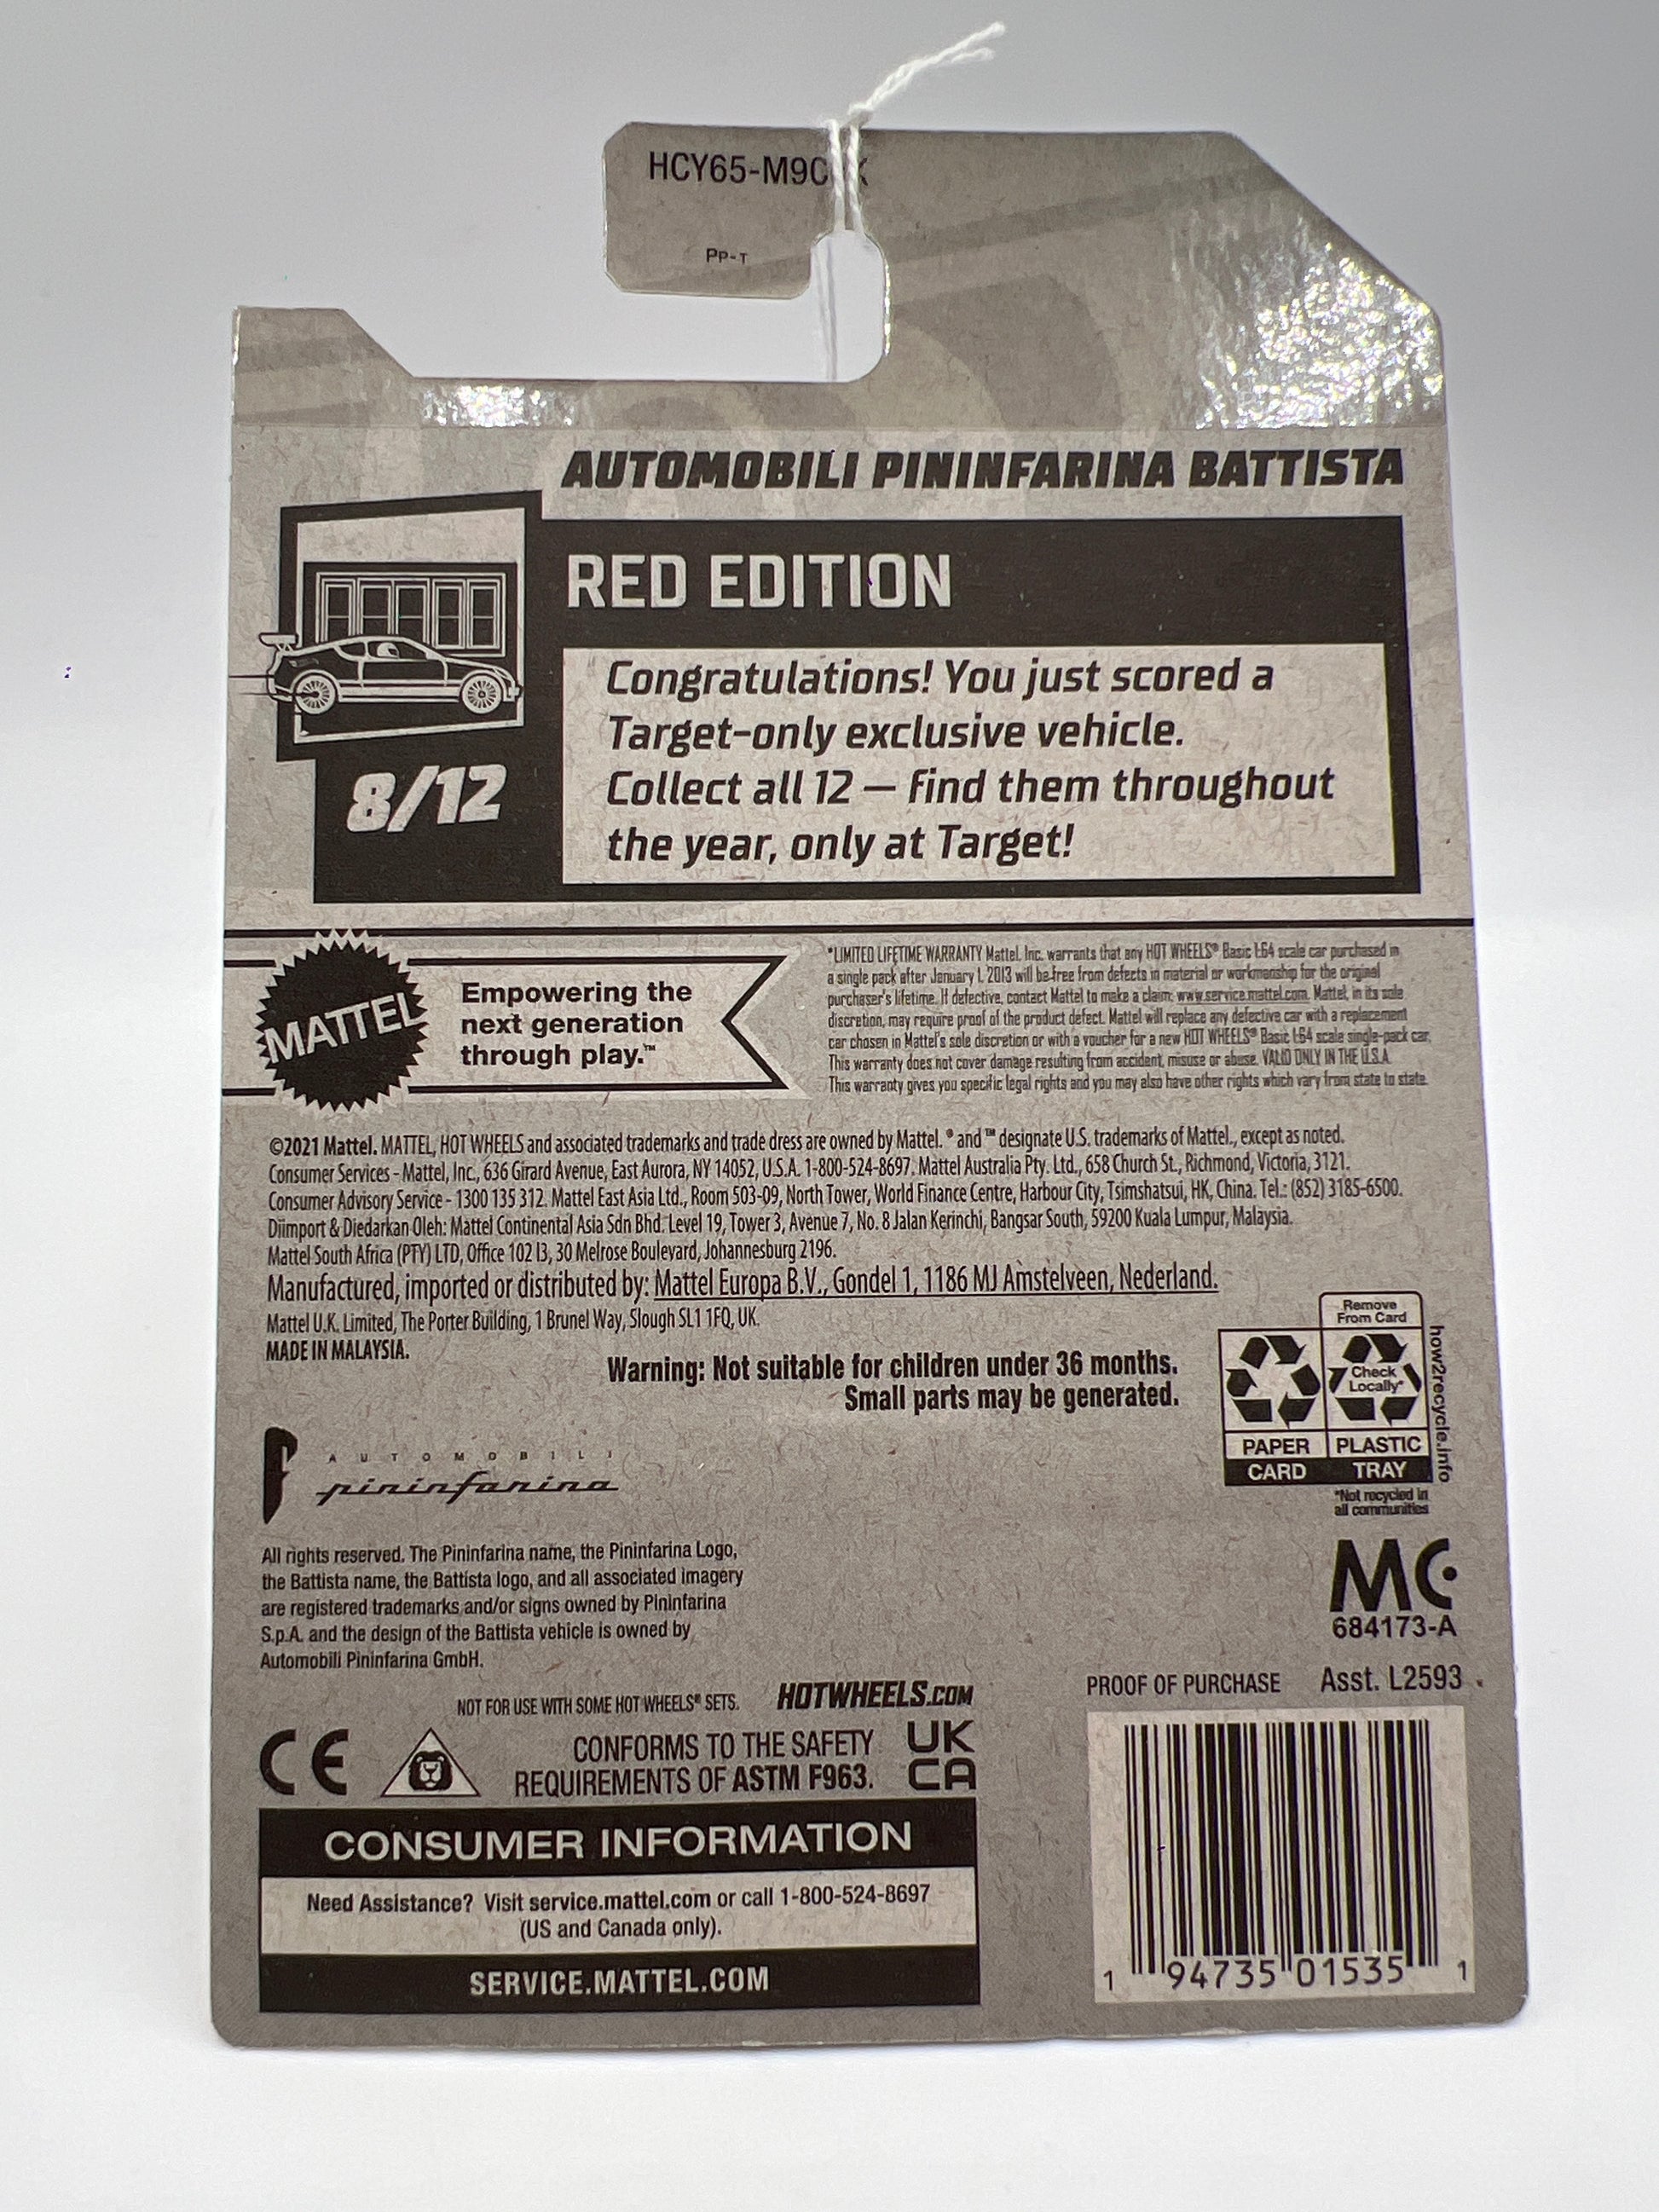 HCY65-M9C
PP-T
AUTOMOBILI PININFARINA BATTISTA
RED EDITION
Congratulations! You just scored a
Target-only exclusive vehicle.
Collect all 12 — find them throughout
the year, only at Target!
8/12
MATTEL
Empowering the
next generation
through play.™
*LIMITED LIFETIME WARRANTY Mattel, Inc. warrants that any HOT WHEELS® Basic 1:64 scale car purchased in
a single pack after January 1, 2013 will be free from defects in material or workmanship for the original
purchaser's lifetime. If defective, contact Mattel to make a claim: www.service.mattel.com. Mattel, in its sole
discretion, may require proof of the product defect. Mattel will replace any defective car with a replacement
car chosen in Mattel's sole discretion or with a voucher for a new HOT WHEELS® Basic 1:64 scale single-pack car.
This warranty does not cover damage resulting from accident, misuse or abuse. VALID ONLY IN THE U.S.A.
This warranty gives you specific legal rights and you may also have other rights which vary from state to state.
©2021 Mattel. MATTEL, HOT WHEELS and associated trademarks and trade dress are owned by Mattel. ® and ™ designate U.S. trademarks of Mattel., except as noted.
Consumer Services - Mattel, Inc., 636 Girard Avenue, East Aurora, NY 14052, U.S.A. 1-800-524-8697. Mattel Australia Pty. Ltd., 658 Church St., Richmond, Victoria, 3121.
Consumer Advisory Service - 1300 135 312. Mattel East Asia Ltd., Room 503-09, North Tower, World Finance Centre, Harbour City, Tsimshatsui, HK, China. Tel.: (852) 3185-6500.
Diimport & Diedarkan Oleh: Mattel Continental Asia Sdn Bhd. Level 19, Tower 3, Avenue 7, No. 8 Jalan Kerinchi, Bangsar South, 59200 Kuala Lumpur, Malaysia.
Mattel South Africa (PTY) LTD, Office 102 I3, 30 Melrose Boulevard, Johannesburg 2196.
Manufactured, imported or distributed by: Mattel Europa B.V., Gondel 1, 1186 MJ Amstelveen, Nederland.
Mattel U.K. Limited, The Porter Building, 1 Brunel Way, Slough SL1 1FQ, UK.
MADE IN MALAYSIA.
Warning: Not suitable for children under 36 months.
Small parts may be generated.
Remove
From Card
Check
Locally*
PAPER PLASTIC
CARD TRAY
*Not recycled in
all communities
how2recycle.info
AUTOMOBILI
pininfarina
All rights reserved. The Pininfarina name, the Pininfarina Logo,
the Battista name, the Battista logo, and all associated imagery
are registered trademarks and/or signs owned by Pininfarina
S.p.A. and the design of the Battista vehicle is owned by
Automobili Pininfarina GmbH.
MC
684173-A
NOT FOR USE WITH SOME HOT WHEELS® SETS. HOTWHEELS.COM
PROOF OF PURCHASE Asst. L2593
CE
CONFORMS TO THE SAFETY
REQUIREMENTS OF ASTM F963.
UK
CA
CONSUMER INFORMATION
Need Assistance? Visit service.mattel.com or call 1-800-524-8697
(US and Canada only).
SERVICE.MATTEL.COM
1 94735 01535 1